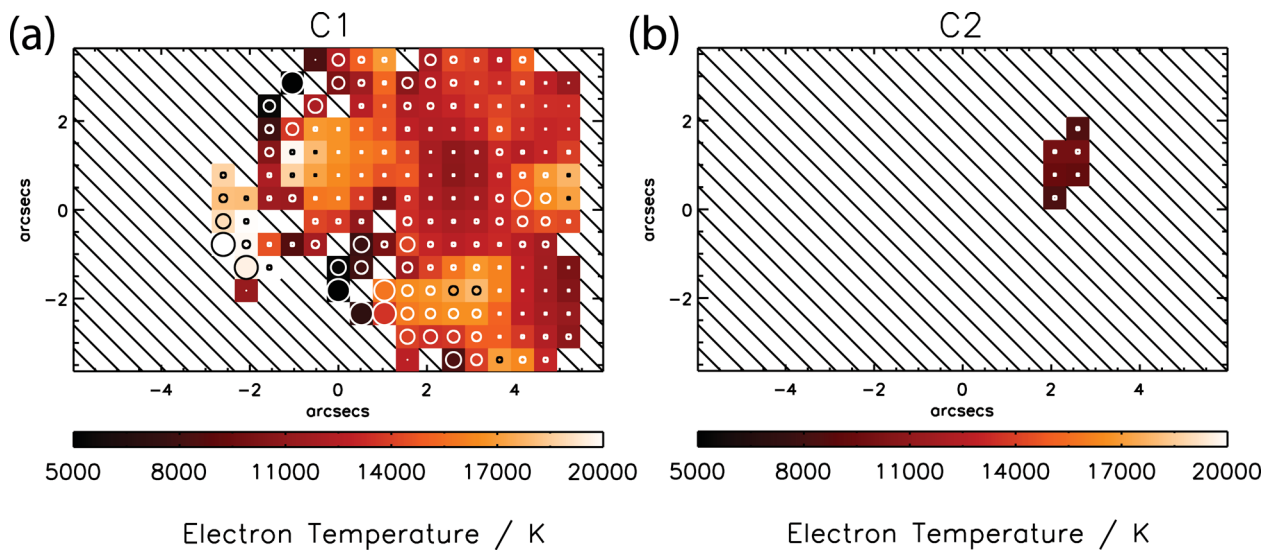 (a)
C1
2
0
−2
arcsecs
−4 −2 0 2 4
arcsecs
5000 8000 11000 14000 17000 20000
Electron Temperature / K
(b)
C2
2
0
−2
arcsecs
−4 −2 0 2 4
arcsecs
5000 8000 11000 14000 17000 20000
Electron Temperature / K